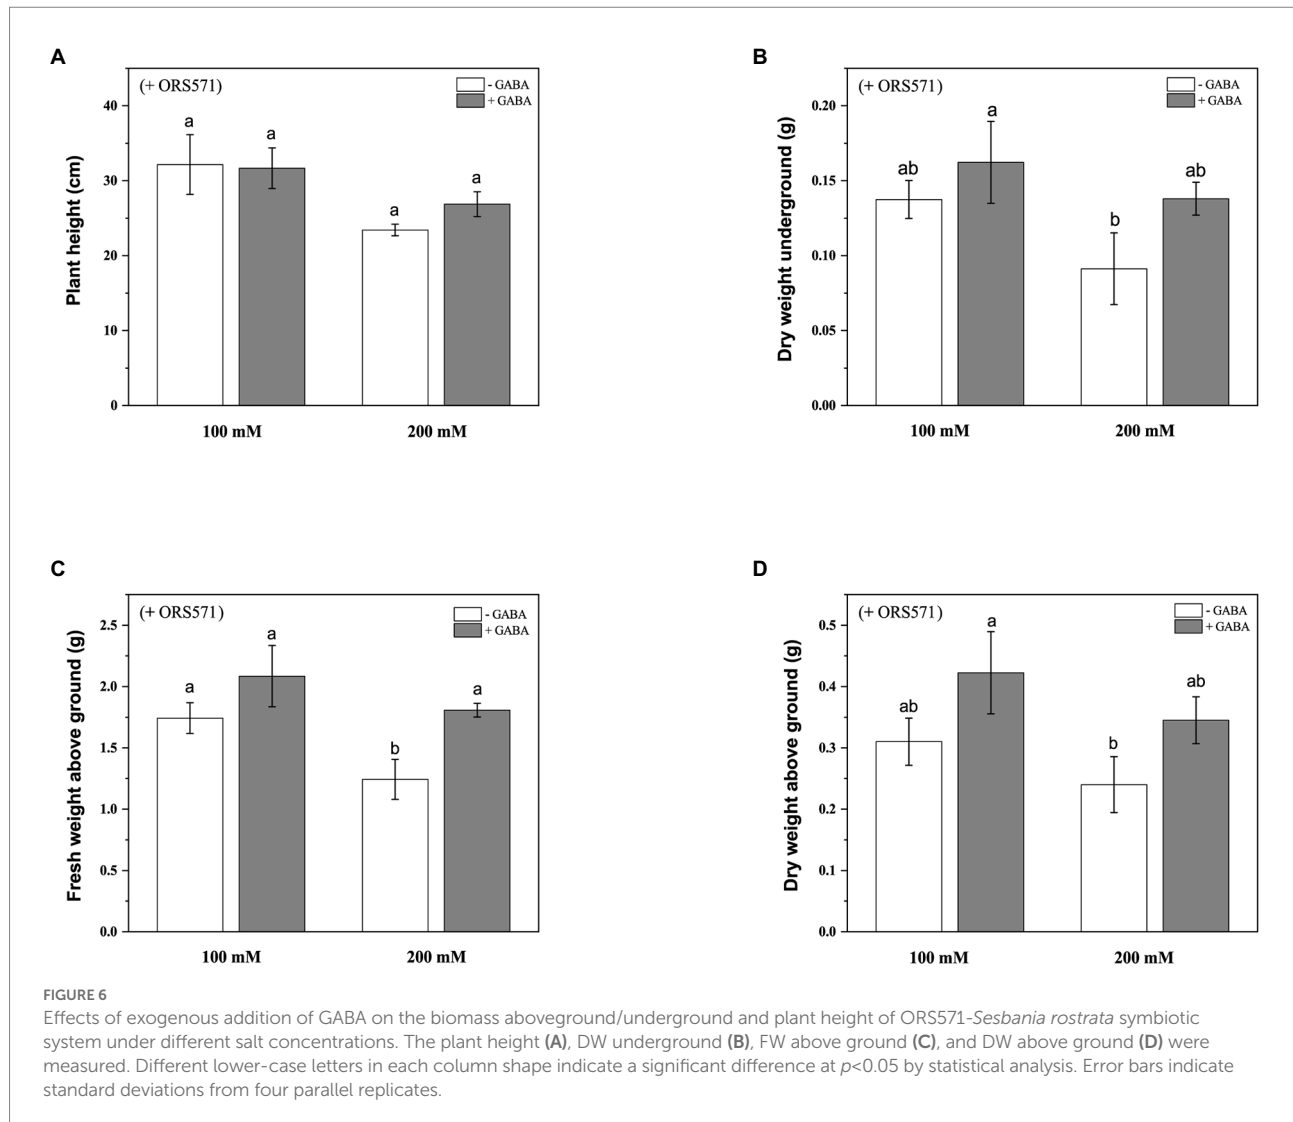 A
(+ ORS571)
- GABA
+ GABA
40
30
20
10
0
Plant height (cm)
a
a
a
a
100 mM
200 mM
B
(+ ORS571)
- GABA
+ GABA
0.20
0.15
0.10
0.05
0.00
Dry weight underground (g)
ab
a
b
ab
100 mM
200 mM
C
(+ ORS571)
- GABA
+ GABA
2.5
2.0
1.5
1.0
0.5
0.0
Fresh weight above ground (g)
a
a
b
a
100 mM
200 mM
D
(+ ORS571)
- GABA
+ GABA
0.5
0.4
0.3
0.2
0.1
0.0
Dry weight above ground (g)
ab
a
b
ab
100 mM
200 mM
FIGURE 6
Effects of exogenous addition of GABA on the biomass aboveground/underground and plant height of ORS571-Sesbania rostrata symbiotic
system under different salt concentrations. The plant height (A), DW underground (B), FW above ground (C), and DW above ground (D) were
measured. Different lower-case letters in each column shape indicate a significant difference at p<0.05 by statistical analysis. Error bars indicate
standard deviations from four parallel replicates.